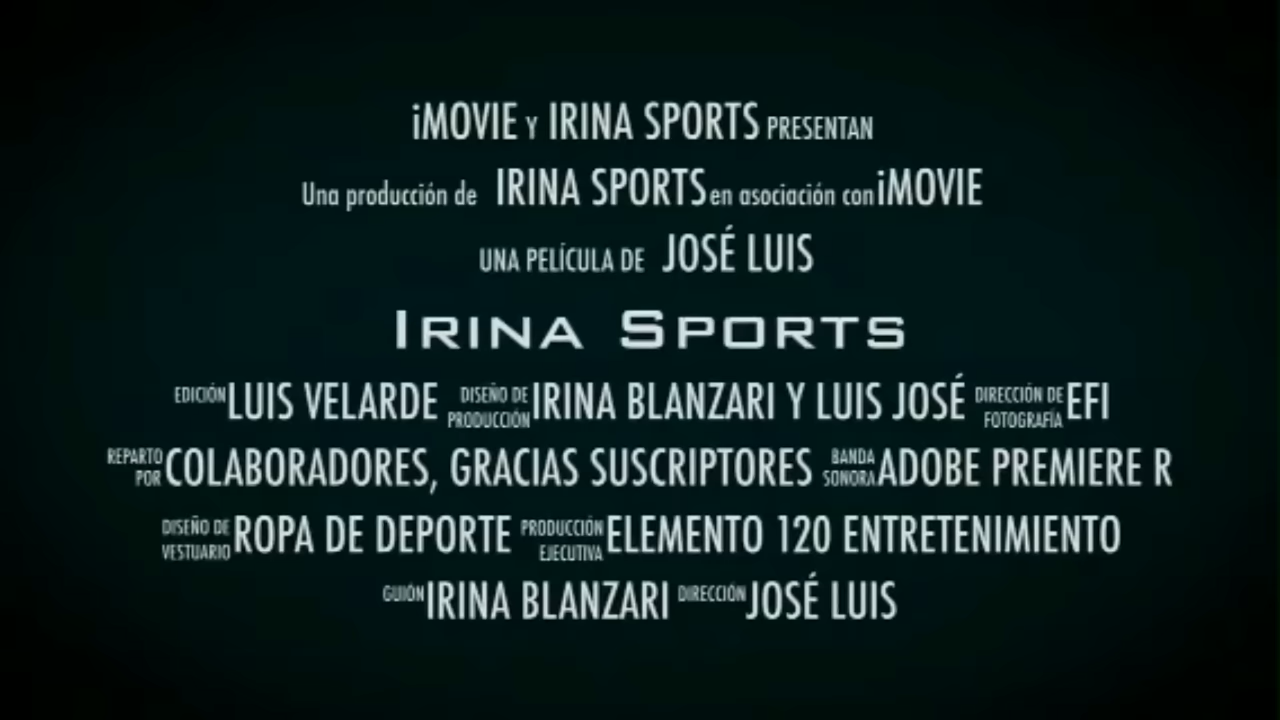 iMOVIE Y IRINA SPORTS PRESENTAN
Una producción de IRINA SPORTS en asociación con iMOVIE
UNA PELÍCULA DE JOSÉ LUIS
IRINA SPORTS
EDICIÓN LUIS VELARDE DISEÑO DE PRODUCCIÓN IRINA BLANZARI Y LUIS JOSÉ DIRECCIÓN DE FOTOGRAFÍA EFI
REPARTO POR COLABORADORES, GRACIAS SUSCRIPTORES BANDA SONORA ADOBE PREMIERE R
DISEÑO DE VESTUARIO ROPA DE DEPORTE PRODUCCIÓN EJECUTIVA ELEMENTO 120 ENTRETENIMIENTO
GUIÓN IRINA BLANZARI DIRECCIÓN JOSÉ LUIS